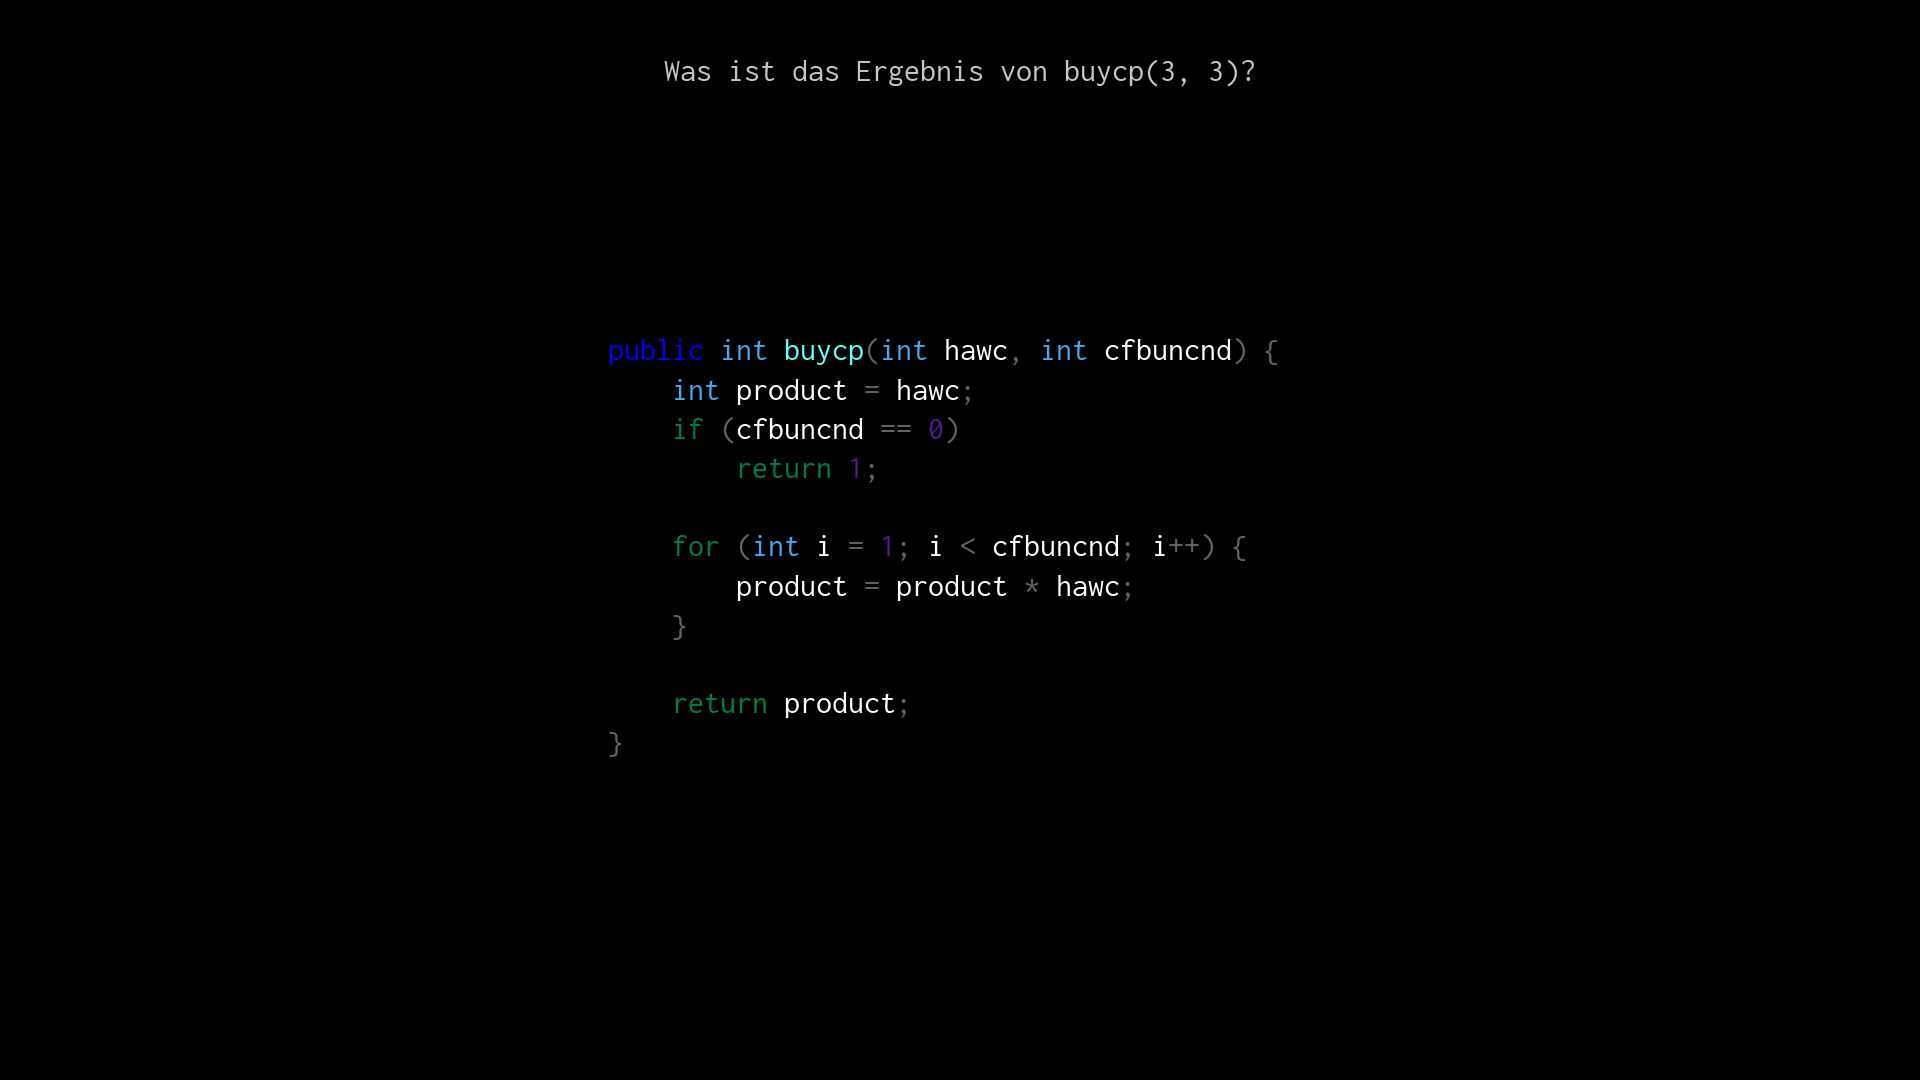 Was ist das Ergebnis von buycp(3, 3)?
public int buycp(int hawc, int cfbuncnd) {
    int product = hawc;
    if (cfbuncnd == 0)
        return 1;
    for (int i = 1; i < cfbuncnd; i++) {
        product = product * hawc;
    }
    return product;
}